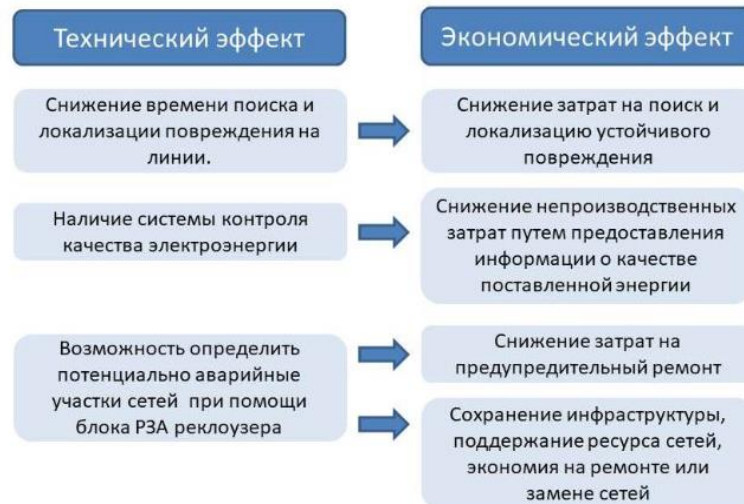 Технический эффект
Экономический эффект
Снижение времени поиска и
локализации повреждения на
линии.
Снижение затрат на поиск и
локализацию устойчивого
повреждения
Наличие системы контроля
качества электроэнергии
Снижение непроизводственных
затрат путем предоставления
информации о качестве
поставленной энергии
Возможность определить
потенциально аварийные
участки сетей при помощи
блока РЗА реклоузера
Снижение затрат на
предупредительный ремонт
Сохранение инфраструктуры,
поддержание ресурса сетей,
экономия на ремонте или
замене сетей